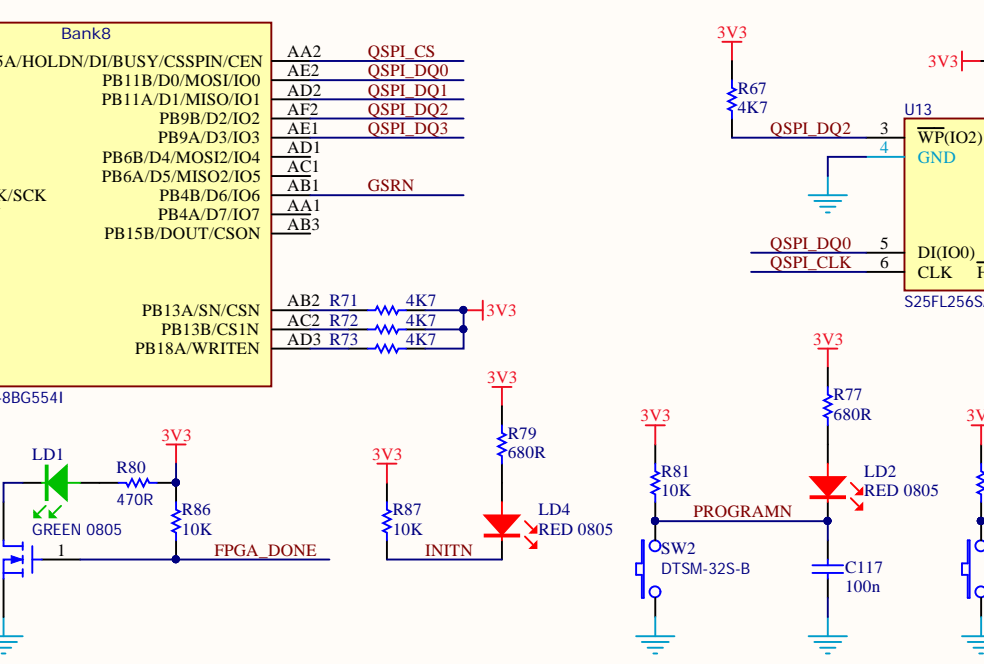 Bank8
5A/HOLDN/DI/BUSY/CSSPIN/CEN AA2 QSPI_CS
PB11B/D0/MOSI/IO0 AE2 QSPI_DQ0
PB11A/D1/MISO/IO1 AD2 QSPI_DQ1
PB9B/D2/IO2 AF2 QSPI_DQ2
PB9A/D3/IO3 AE1 QSPI_DQ3
PB6B/D4/MOSI2/IO4 AD1
PB6A/D5/MISO2/IO5 AC1
K/SCK PB4B/D6/IO6 AB1 GSRN
PB4A/D7/IO7 AA1
PB15B/DOUT/CSON AB3
PB13A/SN/CSN AB2 R71 4K7 3V3
PB13B/CS1N AC2 R72 4K7
PB18A/WRITEN AD3 R73 4K7
-8BG554I
3V3
R67
4K7
3V3
U13
QSPI_DQ2 3 WP(IO2)
4 GND
QSPI_DQ0 5 DI(IO0)
QSPI_CLK 6 CLK
S25FL256S
LD1
GREEN 0805
R80
470R
3V3
R86
10K
1 FPGA_DONE
3V3
R87
10K
INITN
3V3
R79
680R
LD4
RED 0805
3V3
R81
10K
PROGRAMN
SW2
DTSM-32S-B
3V3
R77
680R
LD2
RED 0805
C117
100n